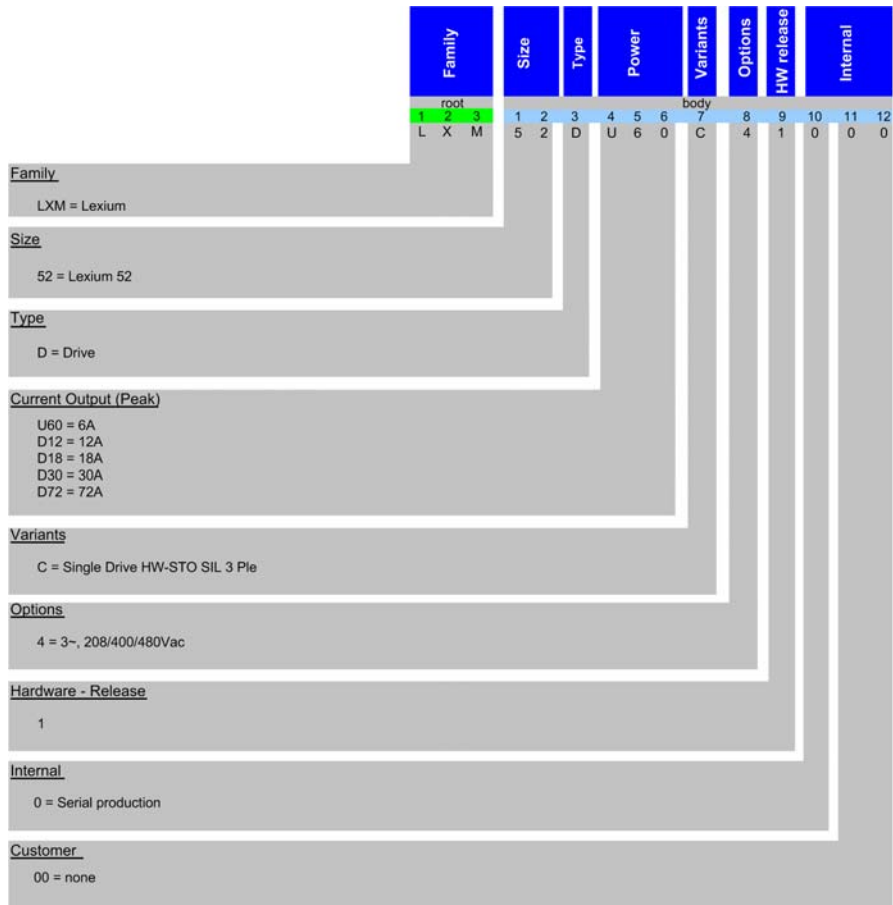 Family Size Type Power Variants Options HW release Internal
root body
1 2 3 1 2 3 4 5 6 7 8 9 10 11 12
L X M 5 2 D U 6 0 C 4 1 0 0 0
Family
LXM = Lexium
Size
52 = Lexium 52
Type
D = Drive
Current Output (Peak)
U60 = 6A
D12 = 12A
D18 = 18A
D30 = 30A
D72 = 72A
Variants
C = Single Drive HW-STO SIL 3 Ple
Options
4 = 3~, 208/400/480Vac
Hardware - Release
1
Internal
0 = Serial production
Customer
00 = none